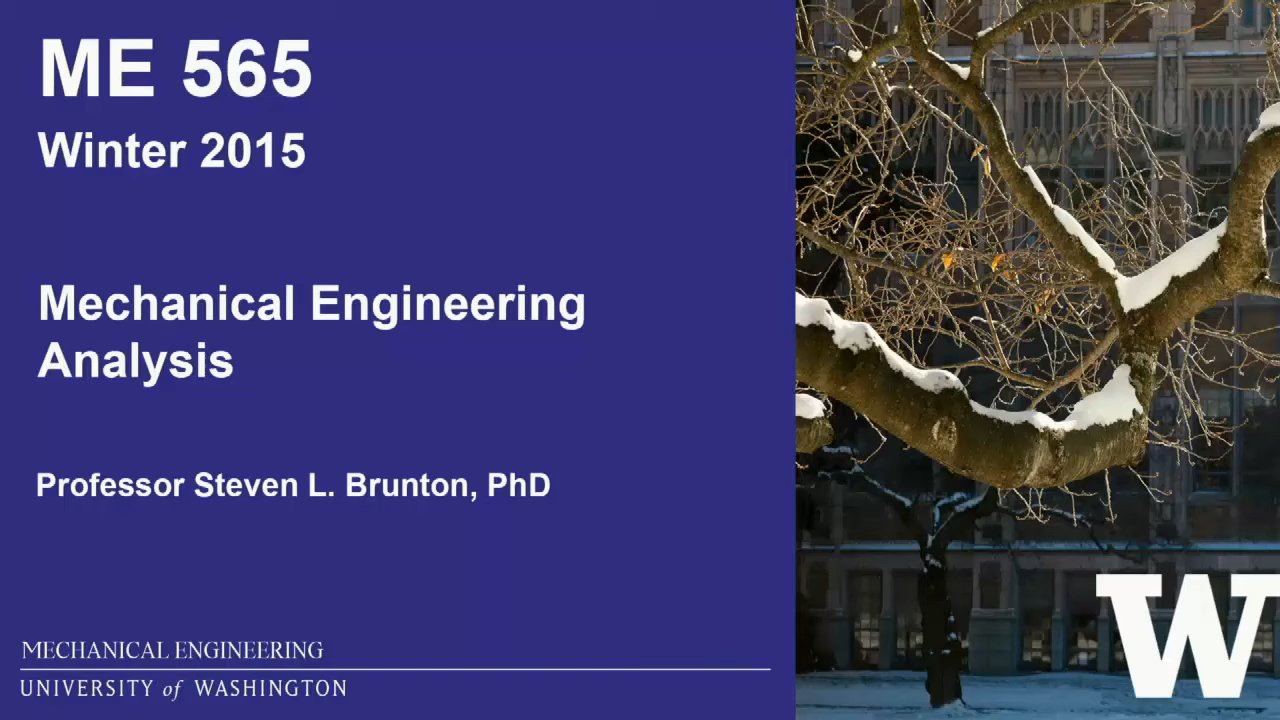 ME 565
Winter 2015
Mechanical Engineering
Analysis
Professor Steven L. Brunton, PhD
MECHANICAL ENGINEERING
UNIVERSITY of WASHINGTON
W